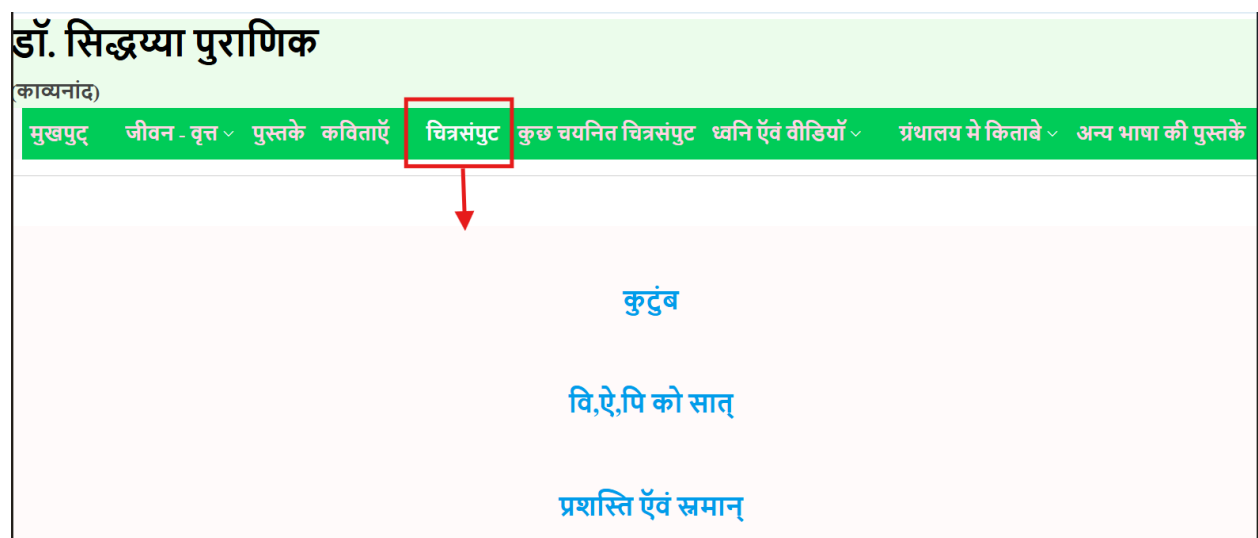 डॉ. सिद्धय्या पुराणिक
(काव्यनांद)
मुखपुट् जीवन - वृत्त पुस्तके कविताऍ चित्रसंपुट कुछ चयनित चित्रसंपुट ध्वनि ऍवं वीडियॉ ग्रंथालय मे किताबे अन्य भाषा की पुस्तकें
कुटुंब
वि,ऐ,पि को सात्
प्रशस्ति ऍवं स्नमान्